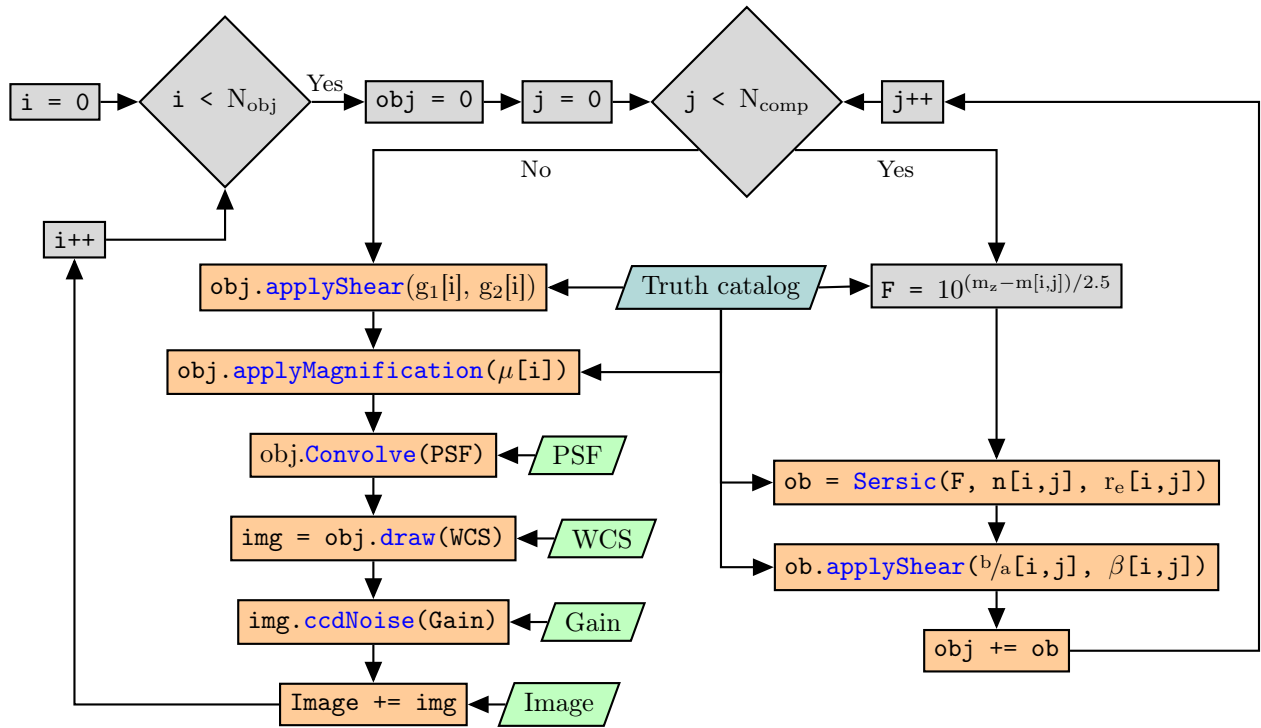 Yes
i = 0
i < N_obj
obj = 0
j = 0
j < N_comp
j++
No
Yes
i++
obj.applyShear(g₁[i], g₂[i])
Truth catalog
F = 10^(m_z−m[i,j])/2.5
obj.applyMagnification(μ[i])
obj.Convolve(PSF)
PSF
ob = Sersic(F, n[i,j], r_e[i,j])
img = obj.draw(WCS)
WCS
ob.applyShear(b/a[i,j], β[i,j])
img.ccdNoise(Gain)
Gain
obj += ob
Image += img
Image